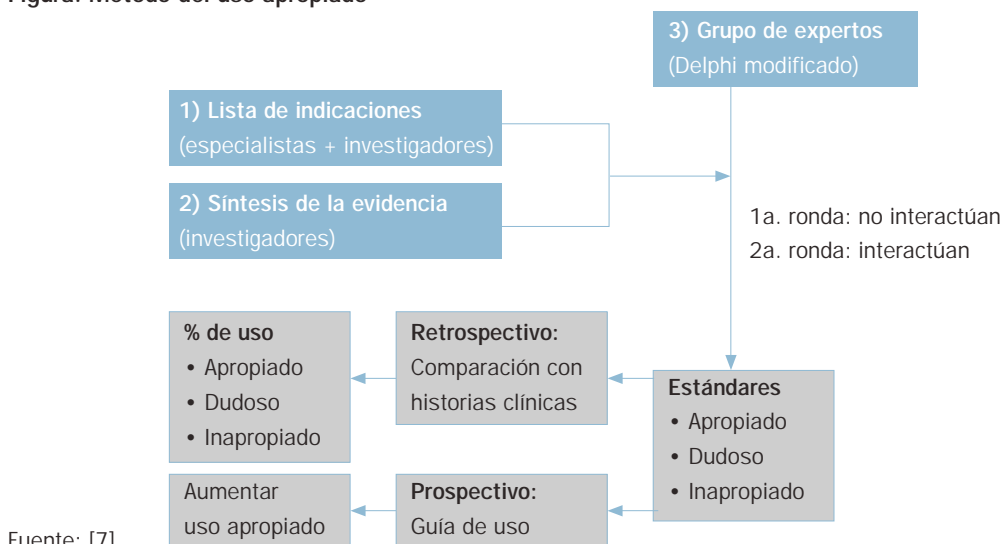 Figura. Método del uso apropiado
3) Grupo de expertos
(Delphi modificado)
1) Lista de indicaciones
(especialistas + investigadores)
2) Síntesis de la evidencia
(investigadores)
1a. ronda: no interactúan
2a. ronda: interactúan
% de uso
• Apropiado
• Dudoso
• Inapropiado
Retrospectivo:
Comparación con
historias clínicas
Estándares
• Apropiado
• Dudoso
• Inapropiado
Aumentar
uso apropiado
Prospectivo:
Guía de uso
Fuente: [7]